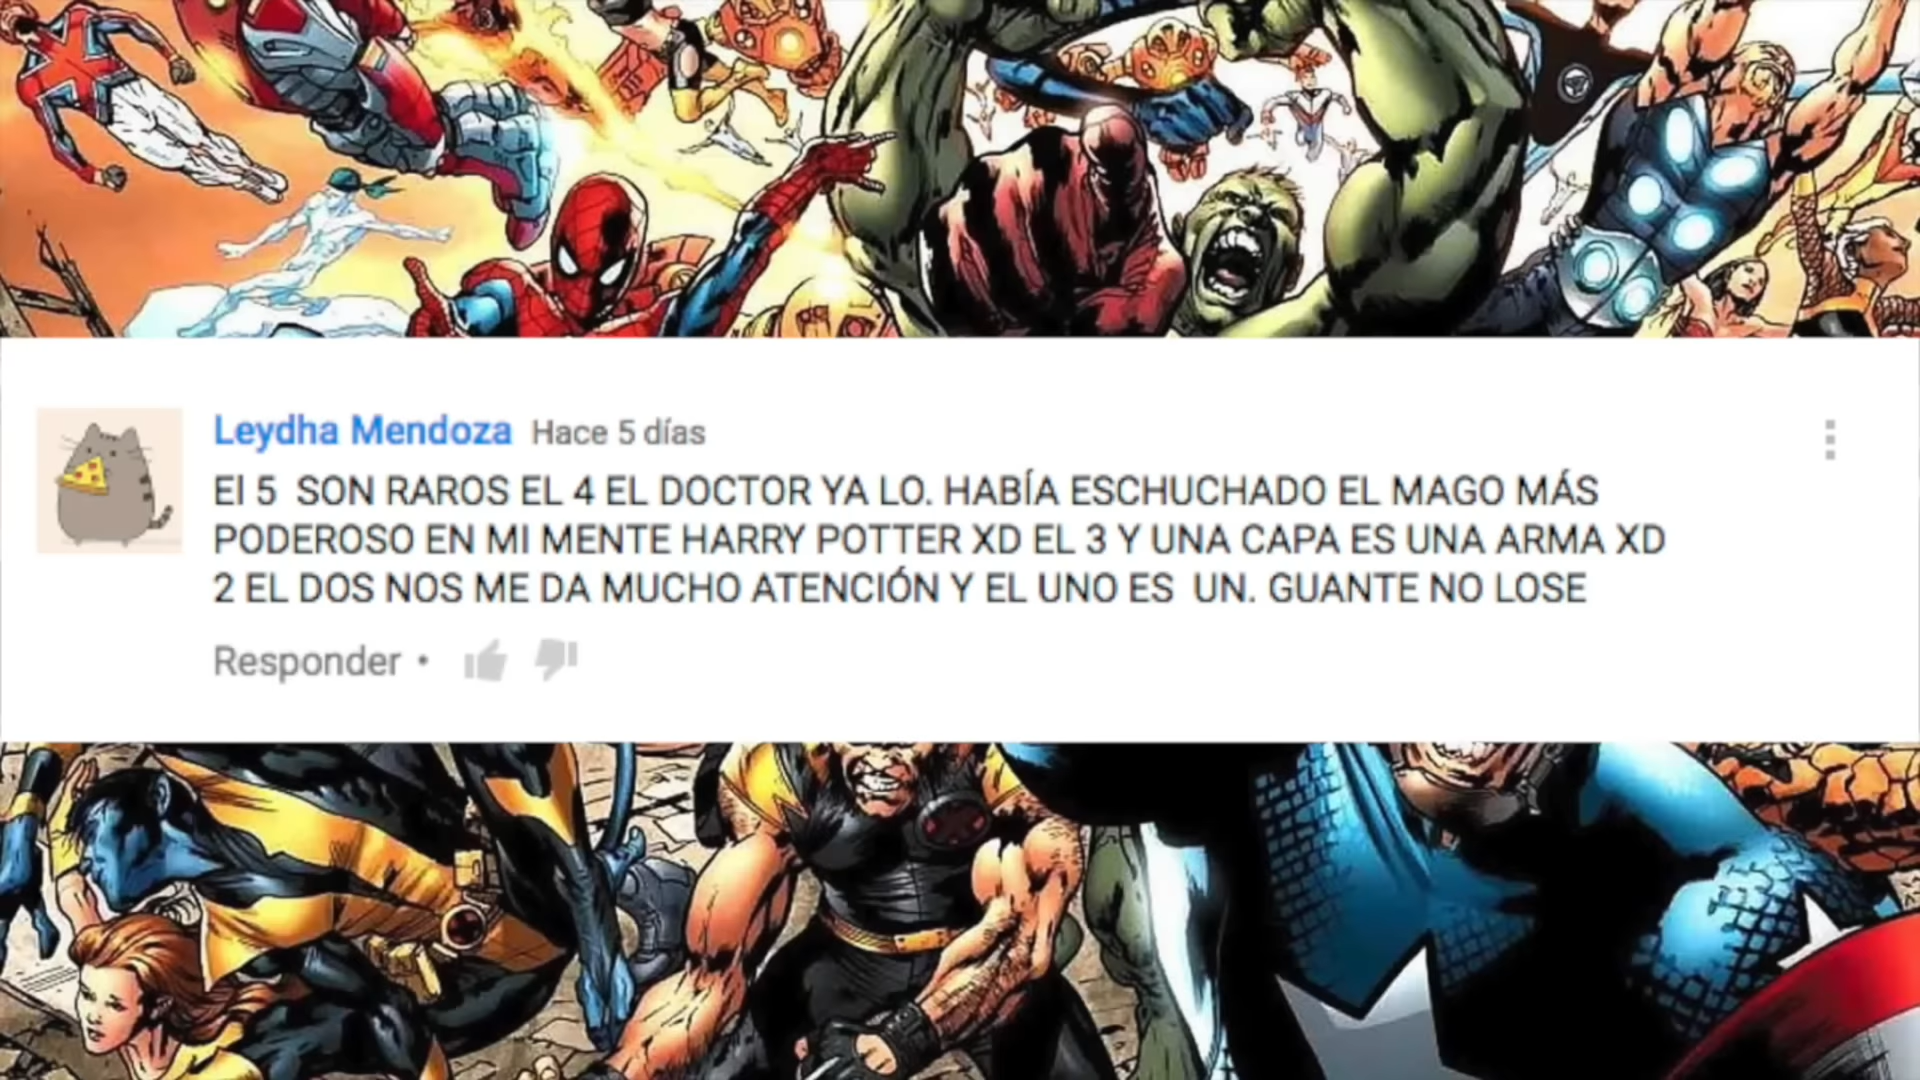 Leydha Mendoza Hace 5 días
El 5 SON RAROS EL 4 EL DOCTOR YA LO. HABÍA ESCHUCHADO EL MAGO MÁS
PODEROSO EN MI MENTE HARRY POTTER XD EL 3 Y UNA CAPA ES UNA ARMA XD
2 EL DOS NOS ME DA MUCHO ATENCIÓN Y EL UNO ES UN. GUANTE NO LOSE
Responder •